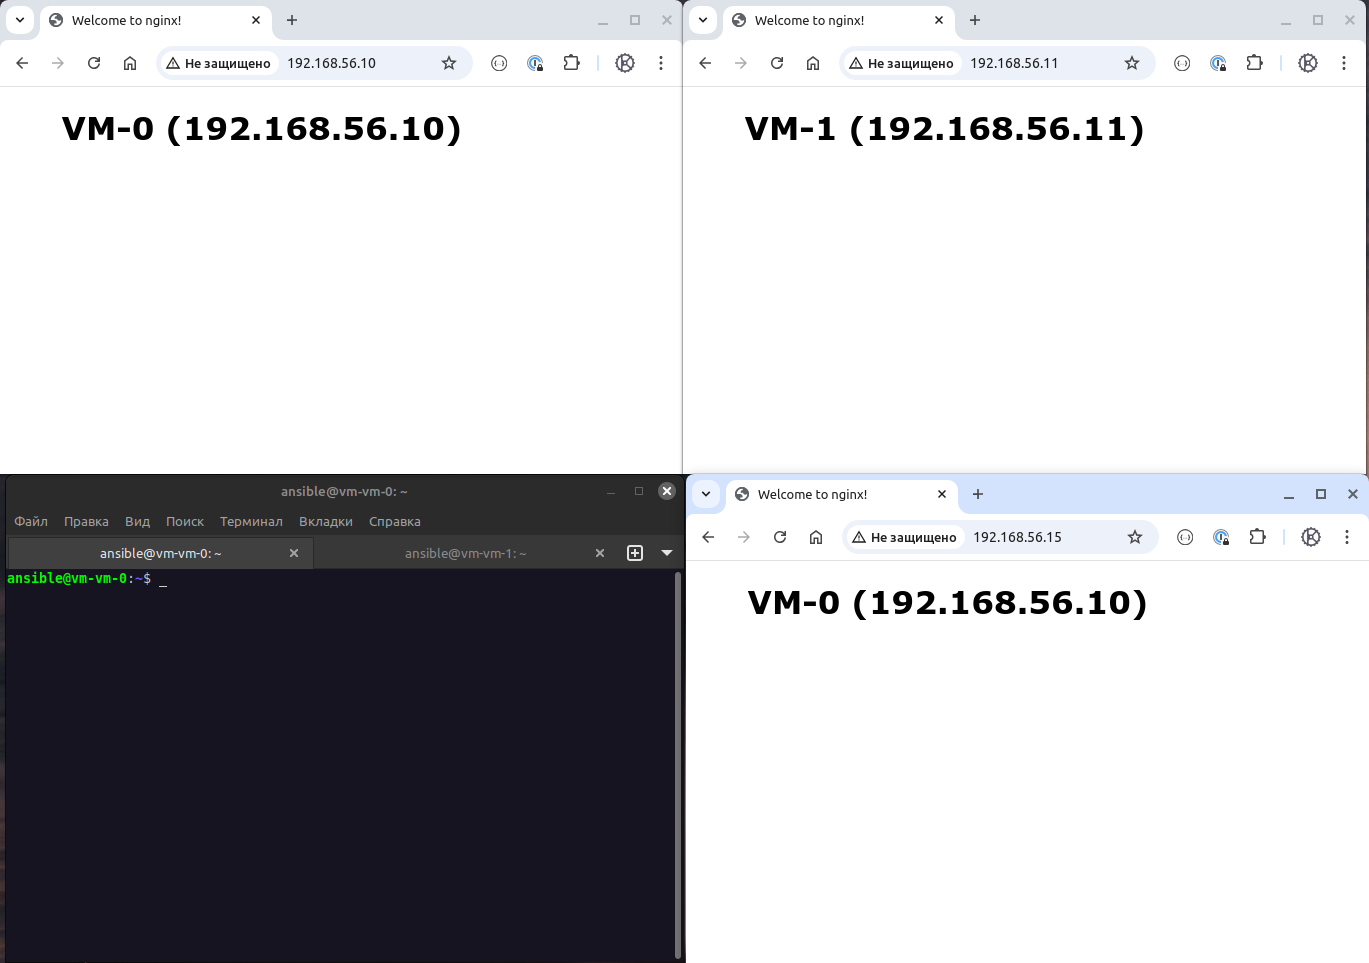 Welcome to nginx!
Не защищено 192.168.56.10
VM-0 (192.168.56.10)
Welcome to nginx!
Не защищено 192.168.56.11
VM-1 (192.168.56.11)
ansible@vm-vm-0: ~
Файл Правка Вид Поиск Терминал Вкладки Справка
ansible@vm-vm-0: ~ ansible@vm-vm-1: ~
ansible@vm-vm-0:~$ _
Welcome to nginx!
Не защищено 192.168.56.15
VM-0 (192.168.56.10)